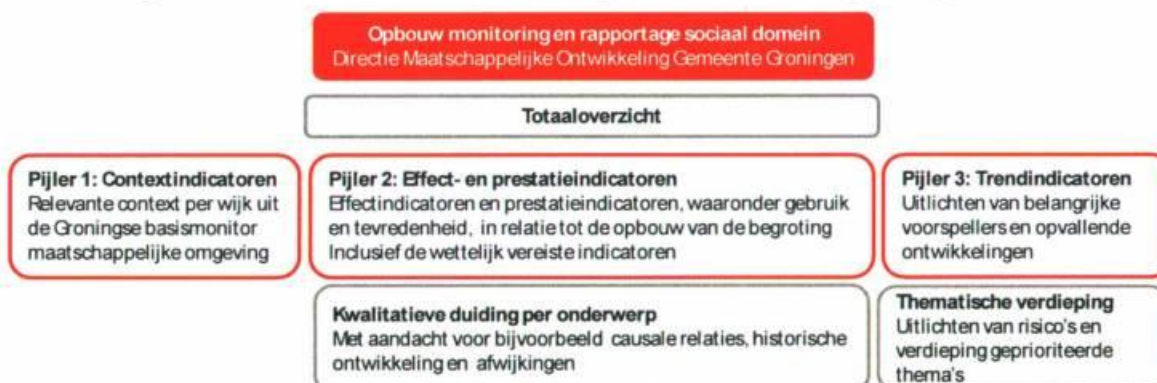 Opbouw monitoring en rapportage sociaal domein
Directie Maatschappelijke Ontwikkeling Gemeente Groningen
Totaaloverzicht
Pijler 1: Contextindicatoren
Relevante context per wijk uit
de Groningse basismonitor
maatschappelijke omgeving
Pijler 2: Effect- en prestatieindicatoren
Effectindicatoren en prestatieindicatoren, waaronder gebruik
en tevredenheid, in relatie tot de opbouw van de begroting
Inclusief de wettelijk vereiste indicatoren
Pijler 3: Trendindicatoren
Uitlichten van belangrijke
voorspellers en opvallende
ontwikkelingen
Kwalitatieve duiding per onderwerp
Met aandacht voor bijvoorbeeld causale relaties, historische
ontwikkeling en afwijkingen
Thematische verdieping
Uitlichten van risico's en
verdieping geprioriteerde
thema's